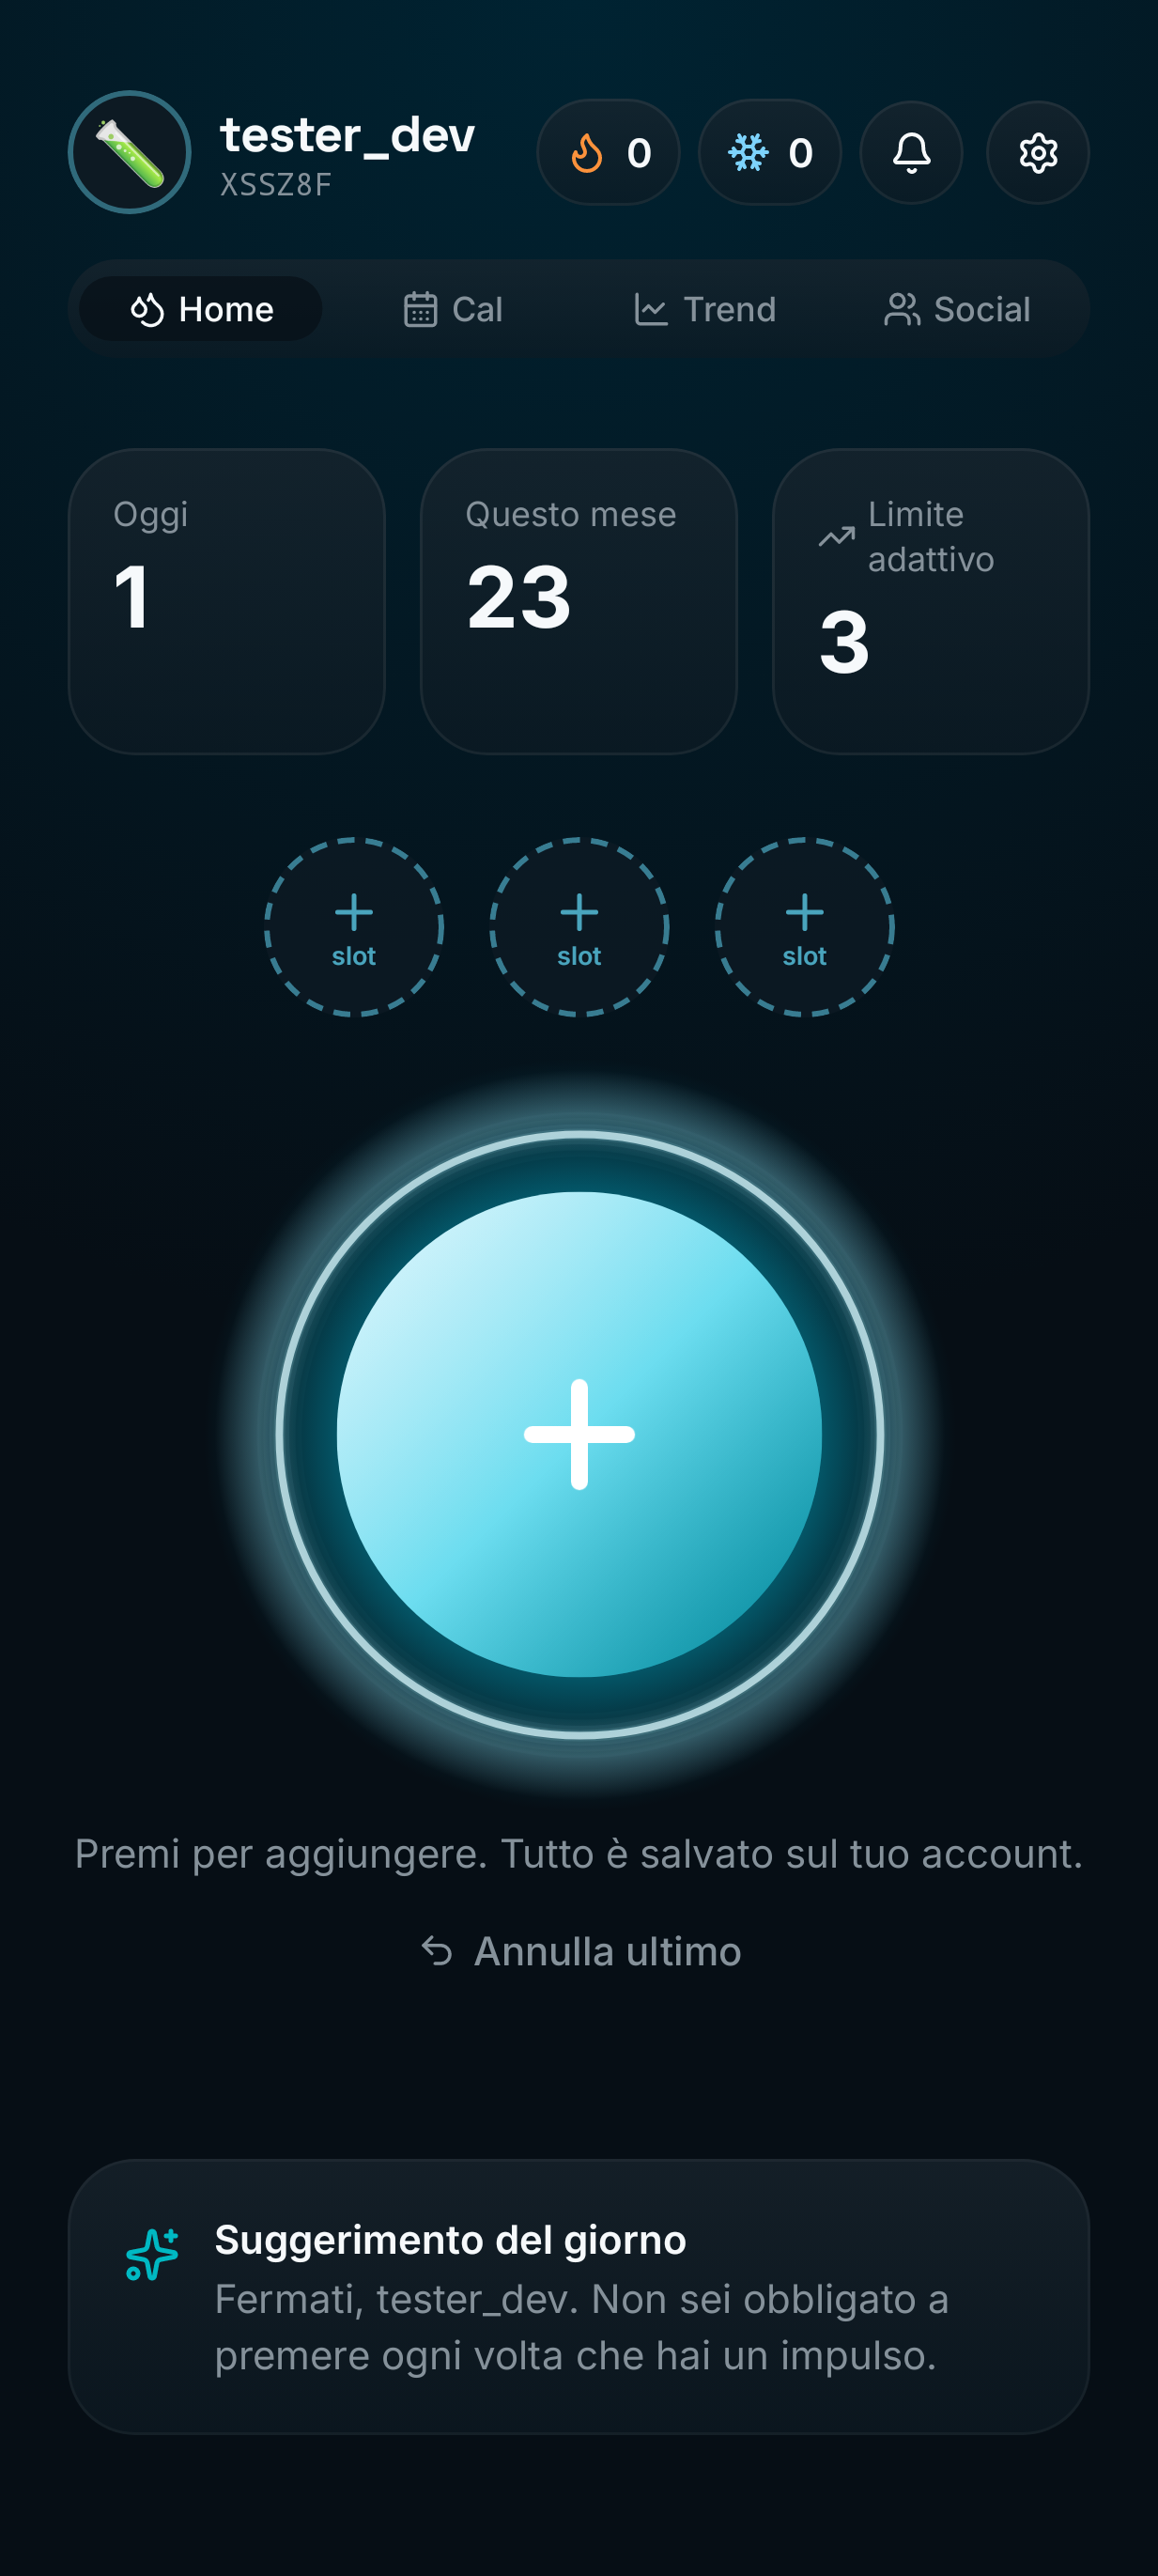 tester_dev
XSSZ8F
0
0
Home
Cal
Trend
Social
Oggi
1
Questo mese
23
Limite
adattivo
3
slot
slot
slot
Premi per aggiungere. Tutto è salvato sul tuo account.
Annulla ultimo
Suggerimento del giorno
Fermati, tester_dev. Non sei obbligato a
premere ogni volta che hai un impulso.